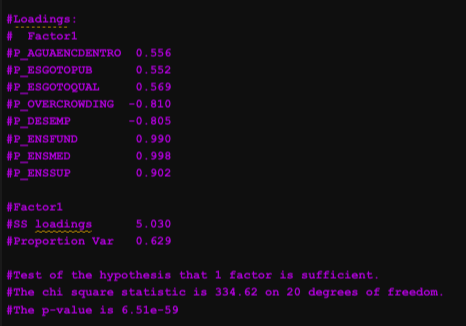 #Loadings:
#  Factor1
#P_AGUAENCDENTRO  0.556
#P_ESGOTOPUB  0.552
#P_ESGOTOQUAL  0.569
#P_OVERCROWDING  -0.810
#P_DESEMP  -0.805
#P_ENSFUND  0.990
#P_ENSMED  0.998
#P_ENSSUP  0.902
#Factor1
#SS loadings  5.030
#Proportion Var  0.629
#Test of the hypothesis that 1 factor is sufficient.
#The chi square statistic is 334.62 on 20 degrees of freedom.
#The p-value is 6.51e-59